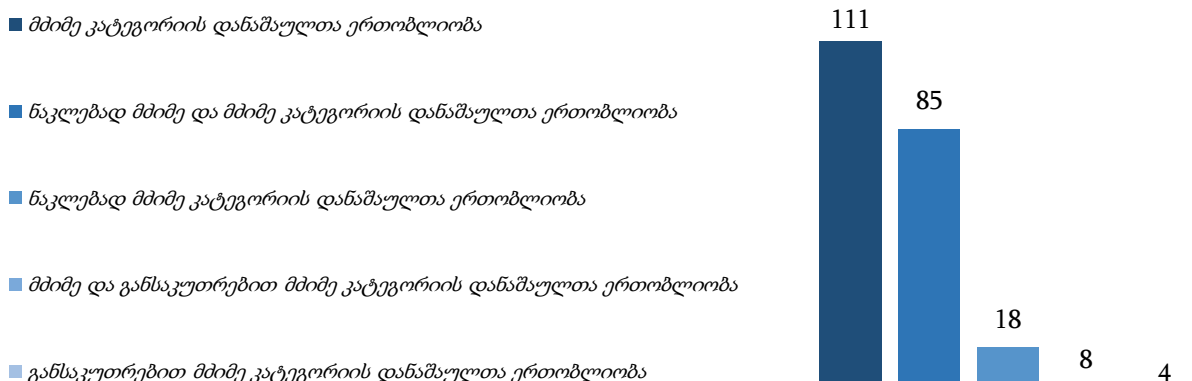 მძიმე კატეგორიის დანაშაულთა ერთობლიობა
ნაკლებად მძიმე და მძიმე კატეგორიის დანაშაულთა ერთობლიობა
ნაკლებად მძიმე კატეგორიის დანაშაულთა ერთობლიობა
მძიმე და განსაკუთრებით მძიმე კატეგორიის დანაშაულთა ერთობლიობა
განსაკუთრებით მძიმე კატეგორიის დანაშაულთა ერთობლიობა
111
85
18
8
4